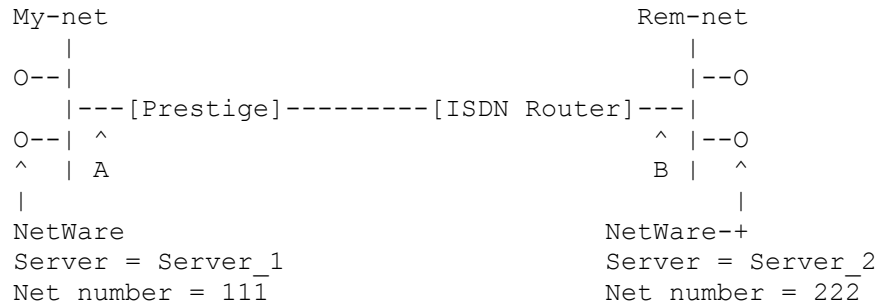 My-net                                       Rem-net
    |                                            |
O--|                                            |--O
    |---[Prestige]---------[ISDN Router]---|
O--| ^                                     ^ |--O
^  | A                                     B |  ^
|                                               |
NetWare                                NetWare-+
Server = Server_1                      Server = Server_2
Net number = 111                       Net number = 222